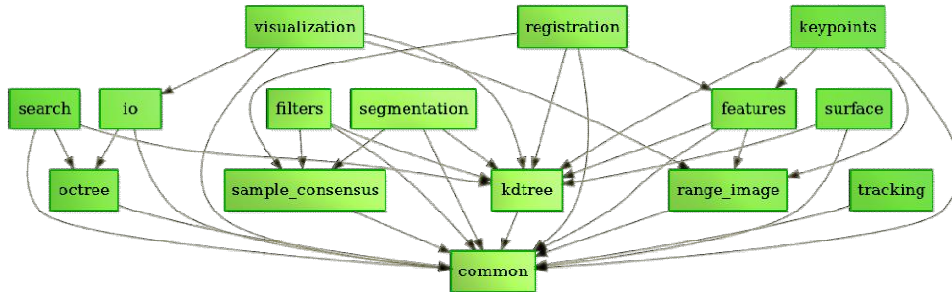 visualization
registration
keypoints
search
io
filters
segmentation
features
surface
octree
sample_consensus
kdtree
range_image
tracking
common